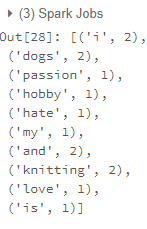 ▸ (3) Spark Jobs
Out[28]: [('i', 2),
('dogs', 2),
('passion', 1),
('hobby', 1),
('hate', 1),
('my', 1),
('and', 2),
('knitting', 2),
('love', 1),
('is', 1)]